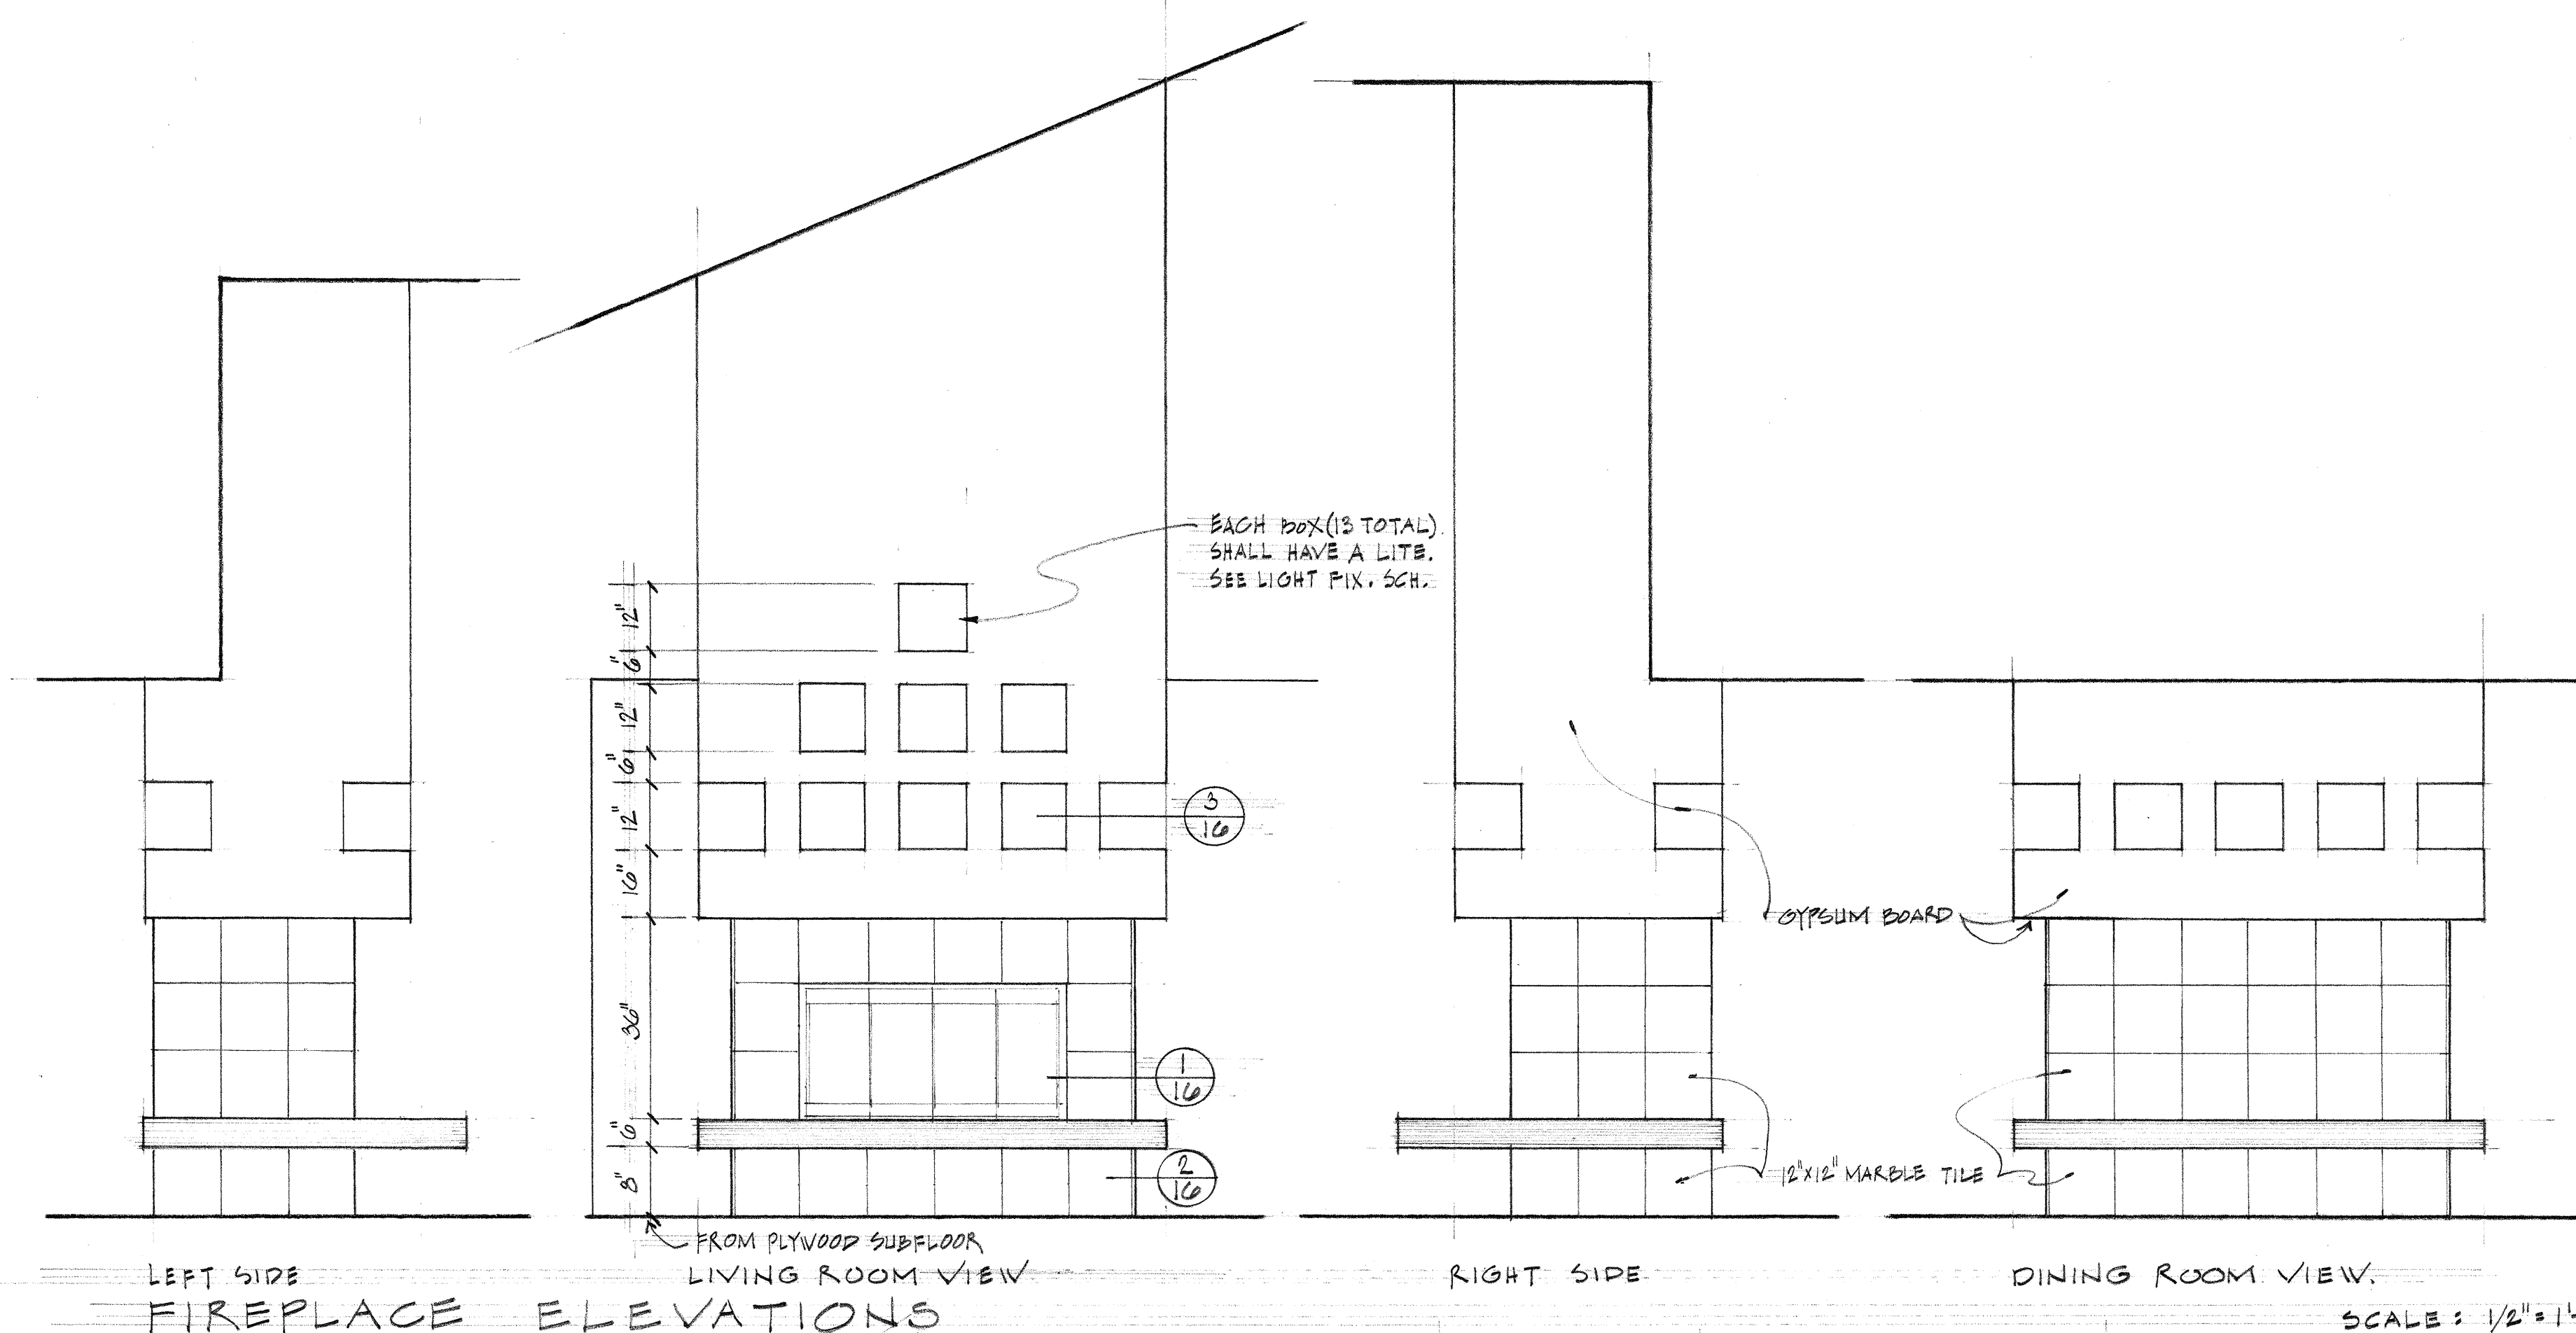 EACH BOX (13 TOTAL)
SHALL HAVE A LITE.
SEE LIGHT FIX. SCH.
12"
6"
12"
6"
12"
16"
36"
6"
8"
3
16
1
16
2
16
GYPSUM BOARD
12"X12" MARBLE TILE
FROM PLYWOOD SUBFLOOR
LEFT SIDE
LIVING ROOM VIEW
RIGHT SIDE
DINING ROOM VIEW.
FIREPLACE ELEVATIONS
SCALE: 1/2"=1'